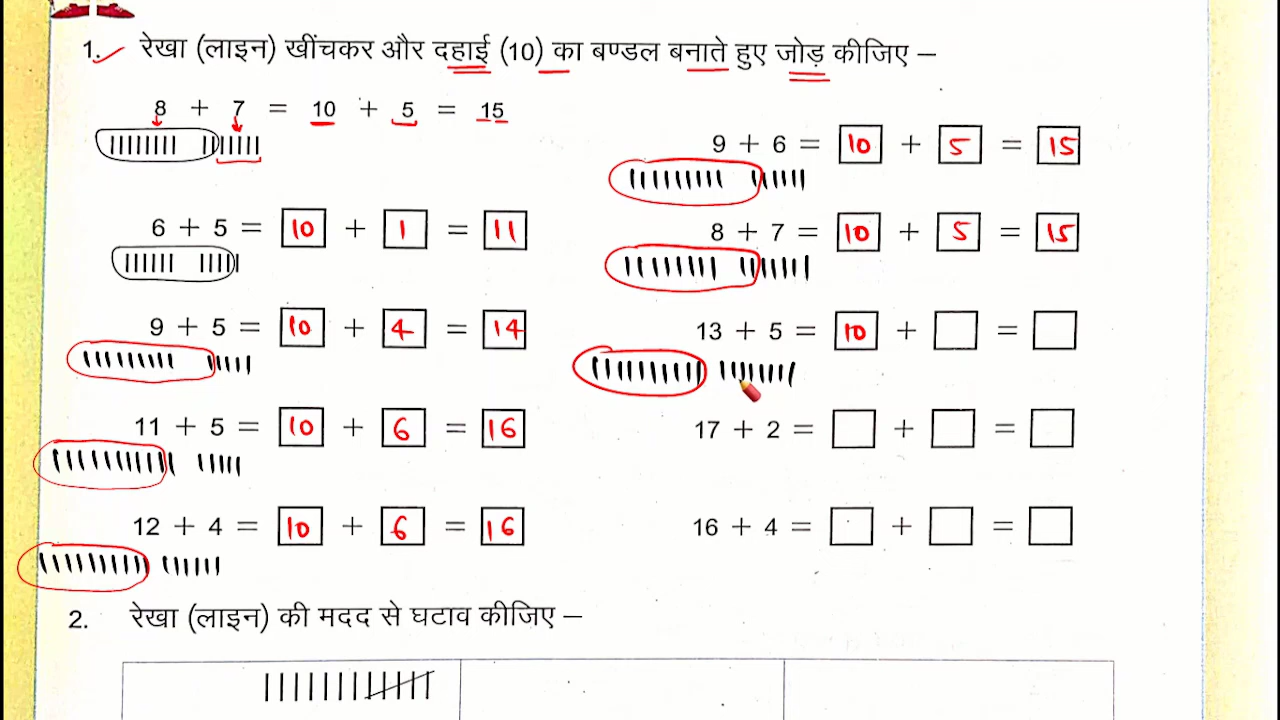 1. रेखा (लाइन) खींचकर और दहाई (10) का बण्डल बनाते हुए जोड़ कीजिए –
8 + 7 = 10 + 5 = 15
6 + 5 = 10 + 1 = 11
9 + 5 = 10 + 4 = 14
11 + 5 = 10 + 6 = 16
12 + 4 = 10 + 6 = 16
9 + 6 = 10 + 5 = 15
8 + 7 = 10 + 5 = 15
13 + 5 = 10 + =
17 + 2 = + =
16 + 4 = + =
2. रेखा (लाइन) की मदद से घटाव कीजिए –